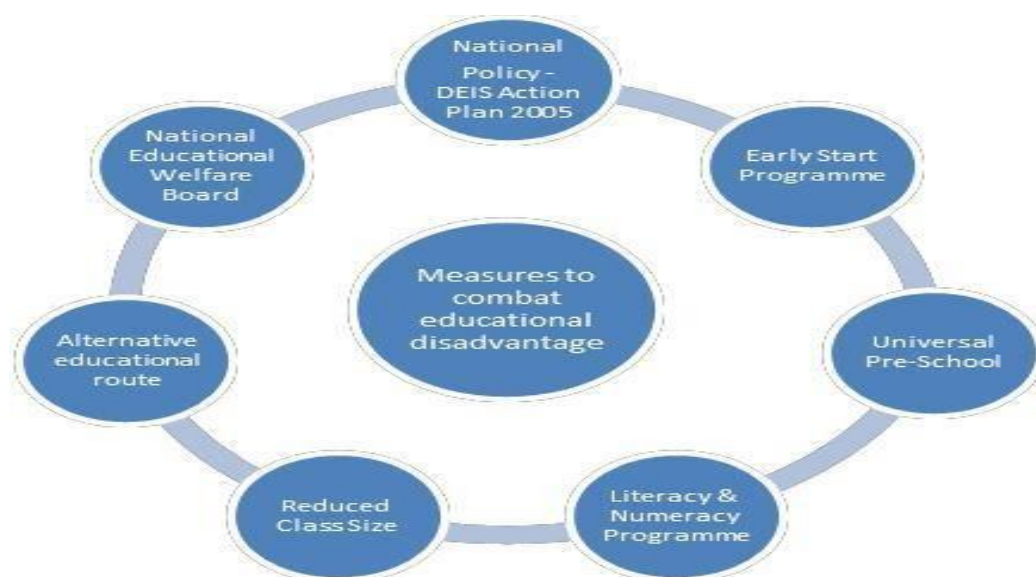 National
Policy -
DEIS Action
Plan 2005
Early Start
Programme
Universal
Pre-School
Literacy &
Numeracy
Programme
Reduced
Class Size
Alternative
educational
route
National
Educational
Welfare
Board
Measures to
combat
educational
disadvantage